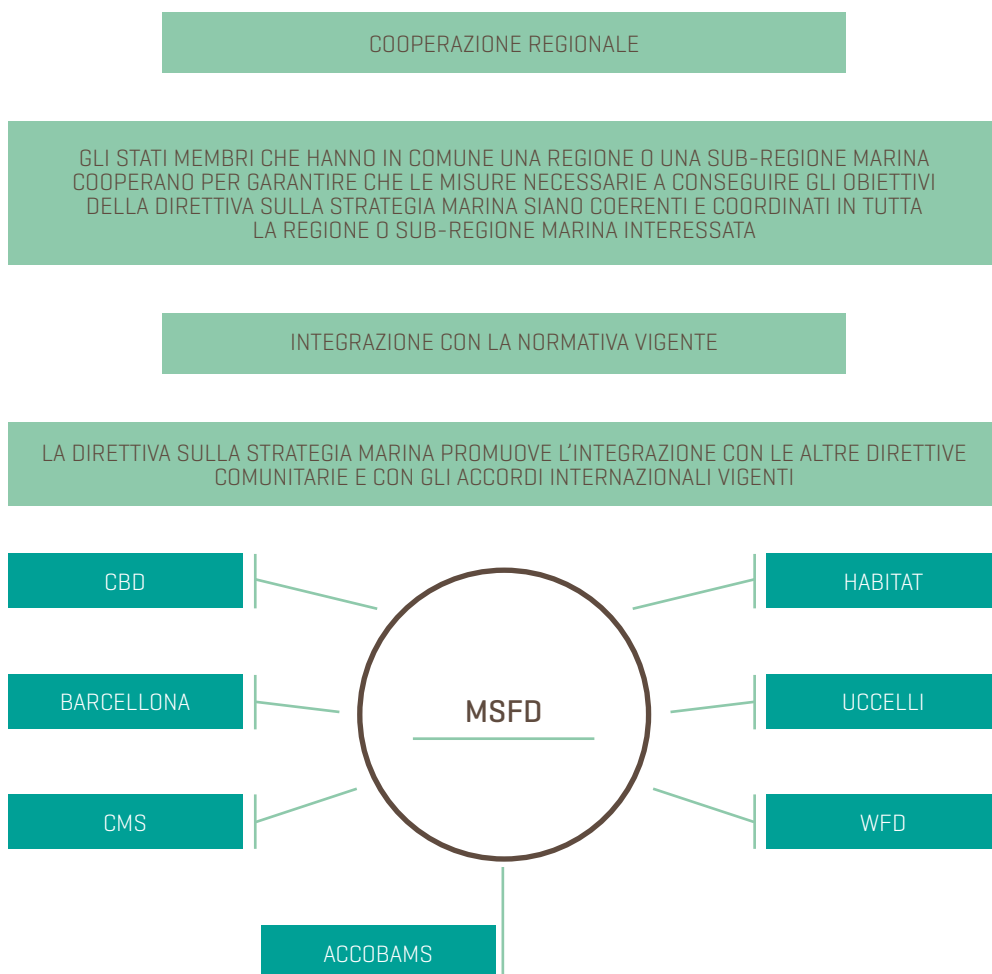 COOPERAZIONE REGIONALE
GLI STATI MEMBRI CHE HANNO IN COMUNE UNA REGIONE O UNA SUB-REGIONE MARINA
COOPERANO PER GARANTIRE CHE LE MISURE NECESSARIE A CONSEGUIRE GLI OBIETTIVI
DELLA DIRETTIVA SULLA STRATEGIA MARINA SIANO COERENTI E COORDINATI IN TUTTA
LA REGIONE O SUB-REGIONE MARINA INTERESSATA
INTEGRAZIONE CON LA NORMATIVA VIGENTE
LA DIRETTIVA SULLA STRATEGIA MARINA PROMUOVE L'INTEGRAZIONE CON LE ALTRE DIRETTIVE
COMUNITARIE E CON GLI ACCORDI INTERNAZIONALI VIGENTI
CBD
HABITAT
BARCELLONA
MSFD
UCCELLI
CMS
WFD
ACCOBAMS